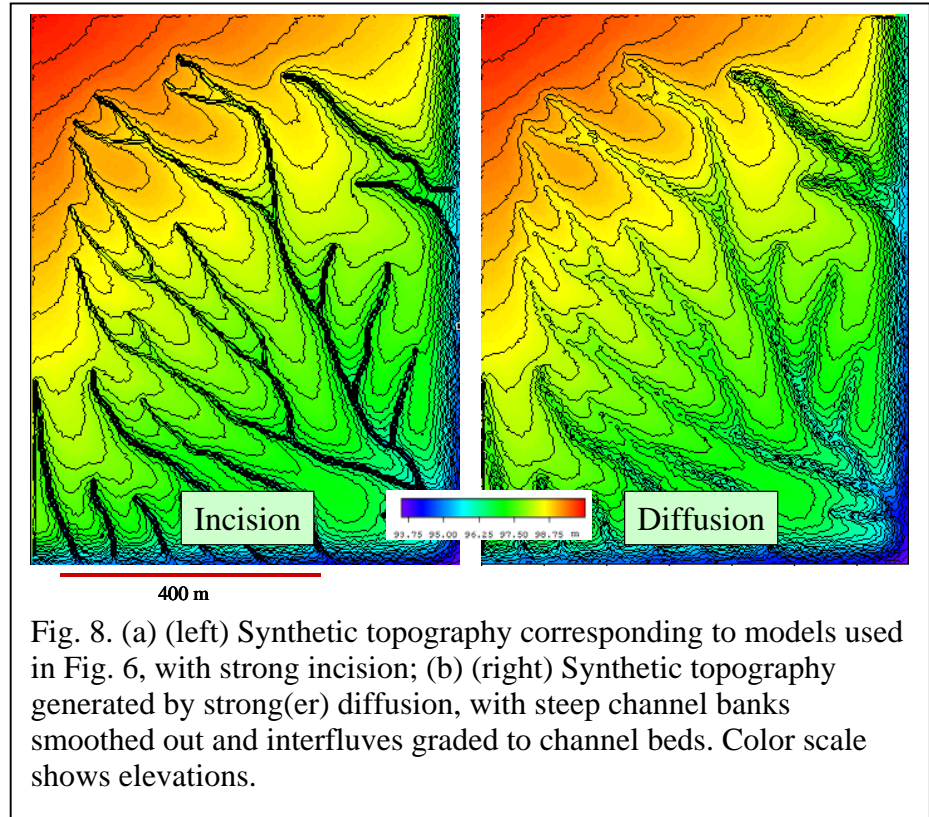 Incision
Diffusion
93.75 95.00 96.25 97.50 98.75 m
400 m
Fig. 8. (a) (left) Synthetic topography corresponding to models used
in Fig. 6, with strong incision; (b) (right) Synthetic topography
generated by strong(er) diffusion, with steep channel banks
smoothed out and interfluves graded to channel beds. Color scale
shows elevations.